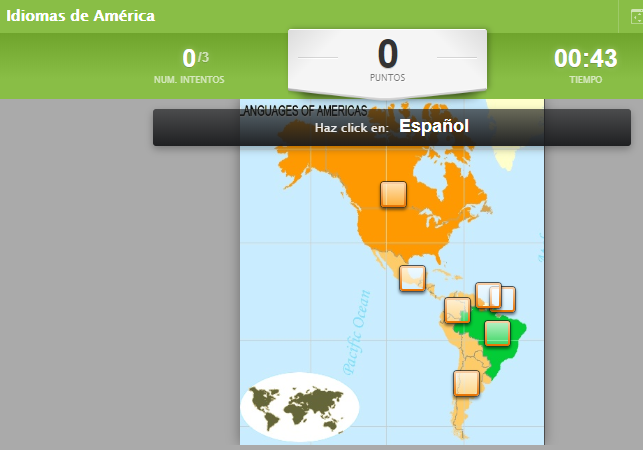 Idiomas de América
0/3
NUM. INTENTOS
0
PUNTOS
00:43
TIEMPO
LANGUAGES OF AMERICAS
Haz click en: Español
Pacific Ocean